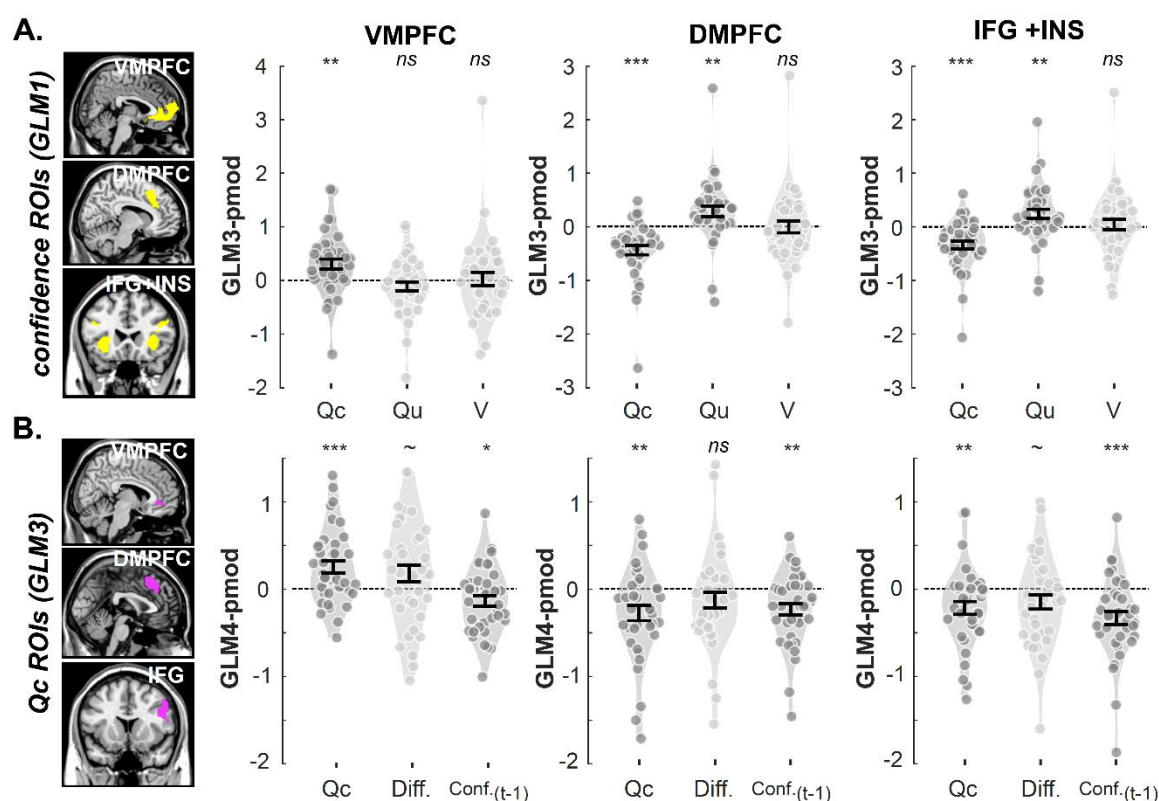 A.
confidence ROIs (GLM1)
VMPFC
DMPFC
IFG+INS
VMPFC
** ns ns
GLM3-pmod
4
3
2
1
0
-1
-2
Qc Qu V
DMPFC
*** ** ns
GLM3-pmod
3
2
1
0
-1
-2
-3
Qc Qu V
IFG +INS
*** ** ns
GLM3-pmod
3
2
1
0
-1
-2
-3
Qc Qu V
B.
Qc ROIs (GLM3)
VMPFC
DMPFC
IFG
*** ~ *
GLM4-pmod
1
0
-1
-2
Qc Diff. Conf.(t-1)
** ns **
GLM4-pmod
1
0
-1
-2
Qc Diff. Conf.(t-1)
** ~ ***
GLM4-pmod
1
0
-1
-2
Qc Diff. Conf.(t-1)